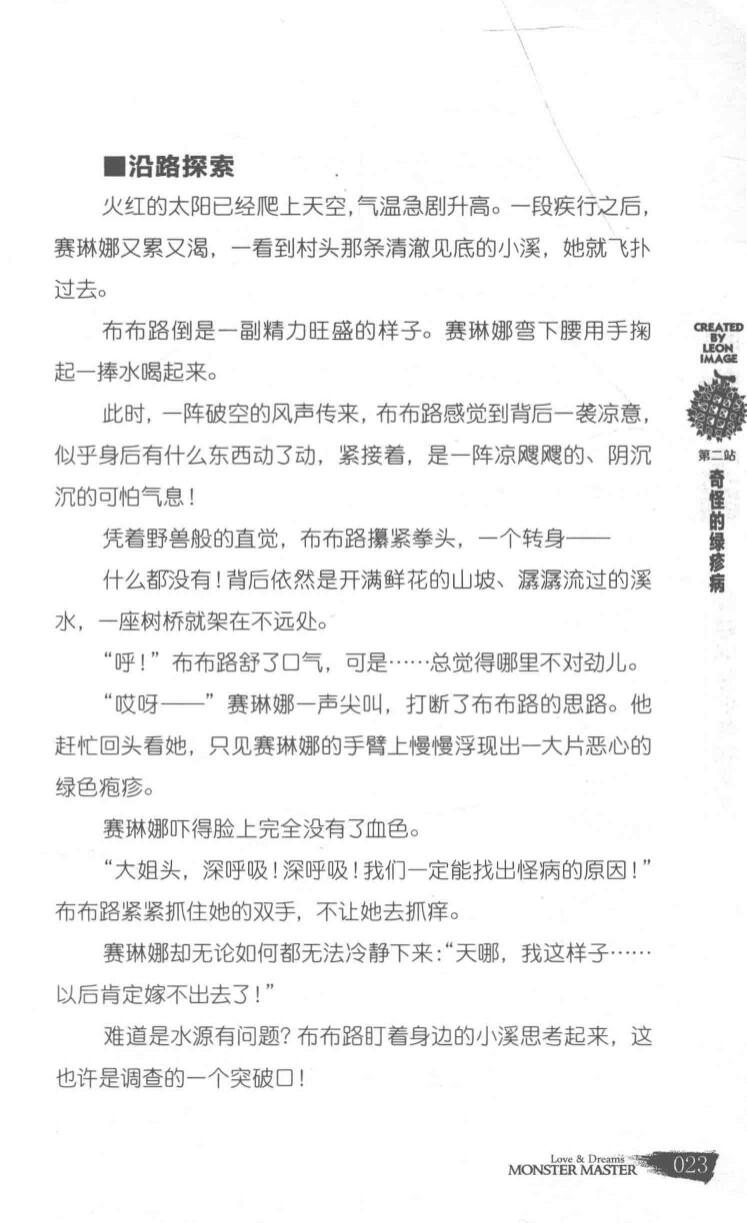 ■沿路探索
火红的太阳已经爬上天空，气温急剧升高。一段疾行之后，
赛琳娜又累又渴，一看到村头那条清澈见底的小溪，她就飞扑
过去。
布布路倒是一副精力旺盛的样子。赛琳娜弯下腰用手掬
起一捧水喝起来。
此时，一阵破空的风声传来，布布路感觉到背后一袭凉意，
似乎身后有什么东西动了动，紧接着，是一阵凉飕飕的、阴沉
沉的可怕气息！
凭着野兽般的直觉，布布路攥紧拳头，一个转身——
什么都没有！背后依然是开满鲜花的山坡、潺潺流过的溪
水，一座树桥就架在不远处。
“呼！”布布路舒了口气，可是……总觉得哪里不对劲儿。
“哎呀——”赛琳娜一声尖叫，打断了布布路的思路。他
赶忙回头看她，只见赛琳娜的手臂上慢慢浮现出一大片恶心的
绿色疱疹。
赛琳娜吓得脸上完全没有了血色。
“大姐头，深呼吸！深呼吸！我们一定能找出怪病的原因！”
布布路紧紧抓住她的双手，不让她去抓痒。
赛琳娜却无论如何都无法冷静下来：“天哪，我这样子……
以后肯定嫁不出去了！”
难道是水源有问题？布布路盯着身边的小溪思考起来，这
也许是调查的一个突破口！
CREATED
BY
LEON
IMAGE
第二站
奇怪的绿疹病
Love & Dreams
MONSTER MASTER
023